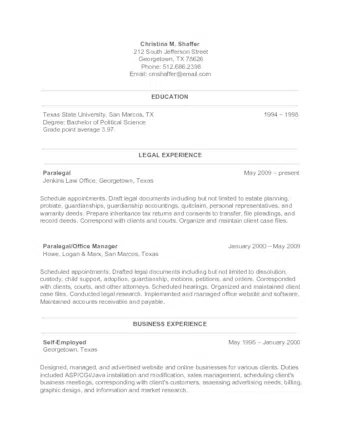 Christina M. Shaffer
212 South Jefferson Street
Georgetown, TX 78626
Phone: 512.686.2398
Email: cmshaffer@email.com
EDUCATION
Texas State University, San Marcos, TX 1994 – 1998
Degree: Bachelor of Political Science
Grade point average 3.97
LEGAL EXPERIENCE
Paralegal May 2009 – present
Jenkins Law Office, Georgetown, Texas
Schedule appointments. Draft legal documents including but not limited to estate planning,
probate, guardianships, guardianship accountings, quitclaim, personal representatives, and
warranty deeds. Prepare inheritance tax returns and consents to transfer, file pleadings, and
record deeds. Correspond with clients and courts. Organize and maintain client case files.
Paralegal/Office Manager January 2000 – May 2009
Howe, Logan & Marx, San Marcos, Texas
Scheduled appointments. Drafted legal documents including but not limited to dissolution,
custody, child support, adoption, guardianship, motions, petitions, and orders. Corresponded
with clients, courts, and other attorneys. Scheduled hearings. Organized and maintained client
case files. Conducted legal research. Implemented and managed office website and software.
Maintained accounts receivable and payable.
BUSINESS EXPERIENCE
Self-Employed May 1995 – January 2000
Georgetown, Texas
Designed, managed, and advertised website and online businesses for various clients. Duties
included ASP/CGI/Java installation and modification, sales management, scheduling client's
business meetings, corresponding with client's customers, assessing advertising needs, billing,
graphic design, and information and market research.